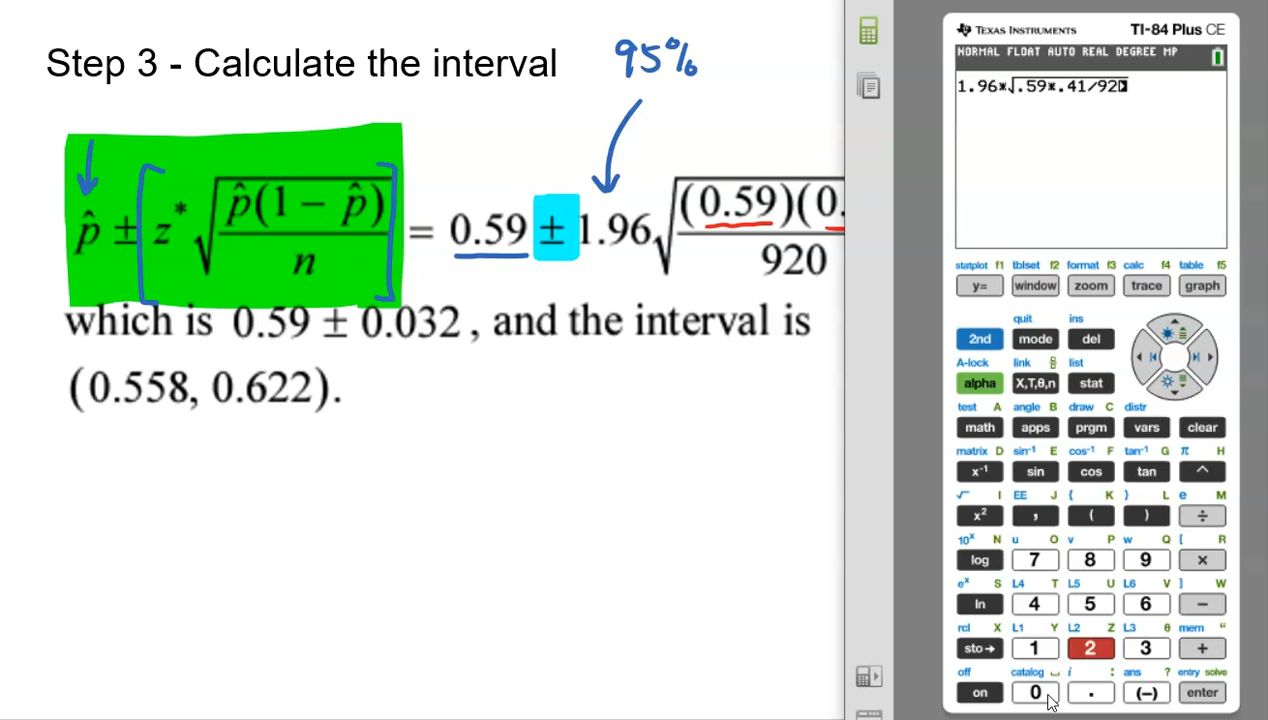 Step 3 - Calculate the interval
95%
p̂ ± z* √(p̂(1 − p̂)/n) = 0.59 ± 1.96 √((0.59)(0./920
which is 0.59 ± 0.032, and the interval is
(0.558, 0.622).
TEXAS INSTRUMENTS TI-84 Plus CE
NORMAL FLOAT AUTO REAL DEGREE MP
1.96*√.59*.41/92
statplot f1 tblset f2 format f3 calc f4 table f5
y= window zoom trace graph
quit ins
2nd mode del
A-lock link list
alpha X,T,θ,n stat
test A angle B draw C distr
math apps prgm vars clear
matrix D sin⁻¹ E cos⁻¹ F tan⁻¹ G π H
x⁻¹ sin cos tan ^
√ I EE J { K } L e M
x² , ( ) ÷
10ˣ N u O v P w Q [ R
log 7 8 9 ×
eˣ S L4 T L5 U L6 V ] W
ln 4 5 6 −
rcl X L1 Y L2 Z L3 θ mem “
sto→ 1 2 3 +
off catalog ⎵ i : ans ? entry solve
on 0 . (−) enter